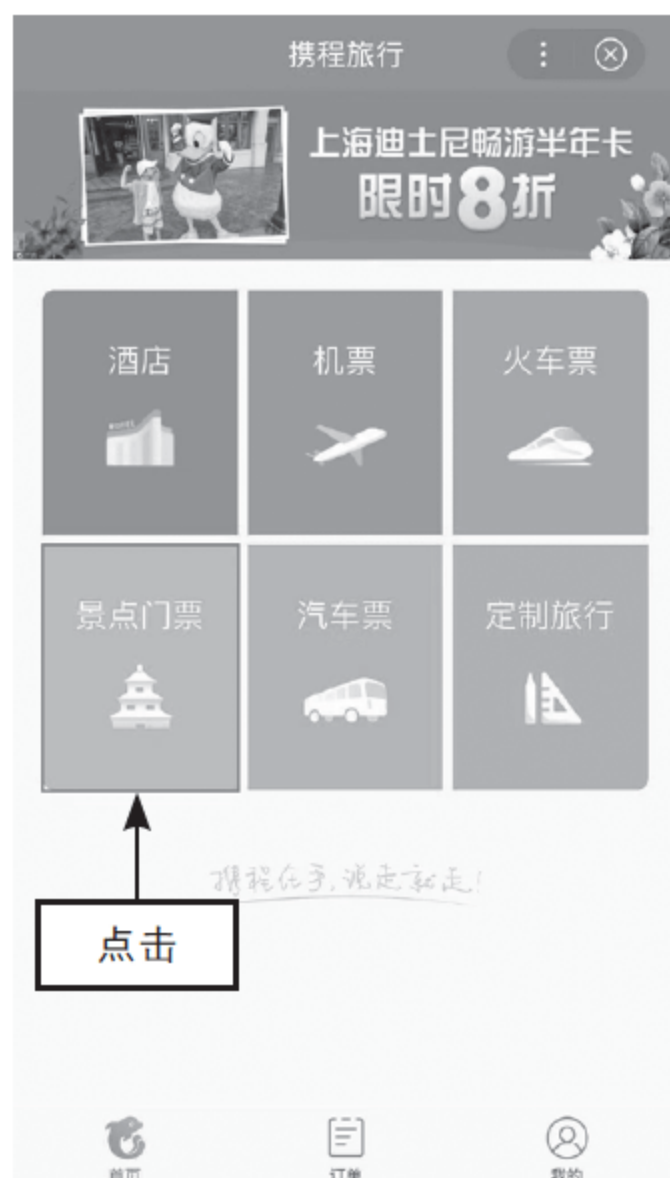 携程旅行
上海迪士尼畅游半年卡
限时8折
酒店 机票 火车票
景点门票 汽车票 定制旅行
携程在手,说走就走!
点击
首页 订单 我的